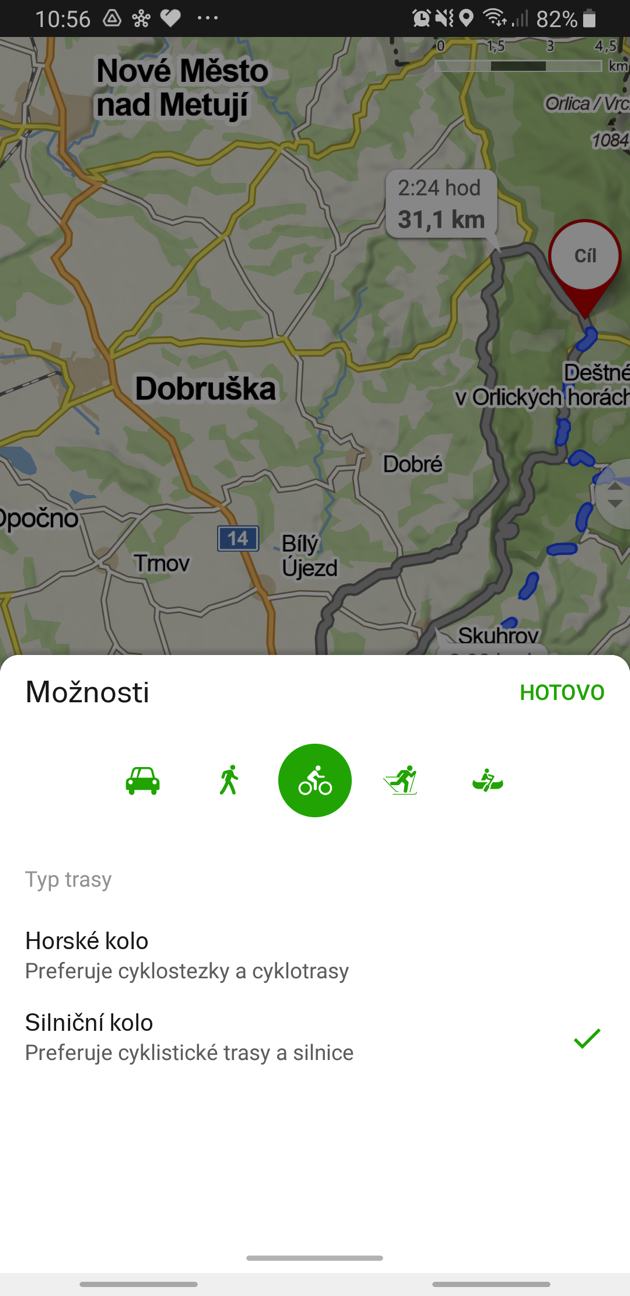 10:56
82%
0 1,5 3 4,5
km
Nové Město
nad Metují
Orlica / Vrc
1084
2:24 hod
31,1 km
Cíl
Deštné
v Orlických horách
Dobruška
Dobré
Opočno
14
Bílý
Újezd
Trnov
Skuhrov
Možnosti
HOTOVO
Typ trasy
Horské kolo
Preferuje cyklostezky a cyklotrasy
Silniční kolo
Preferuje cyklistické trasy a silnice